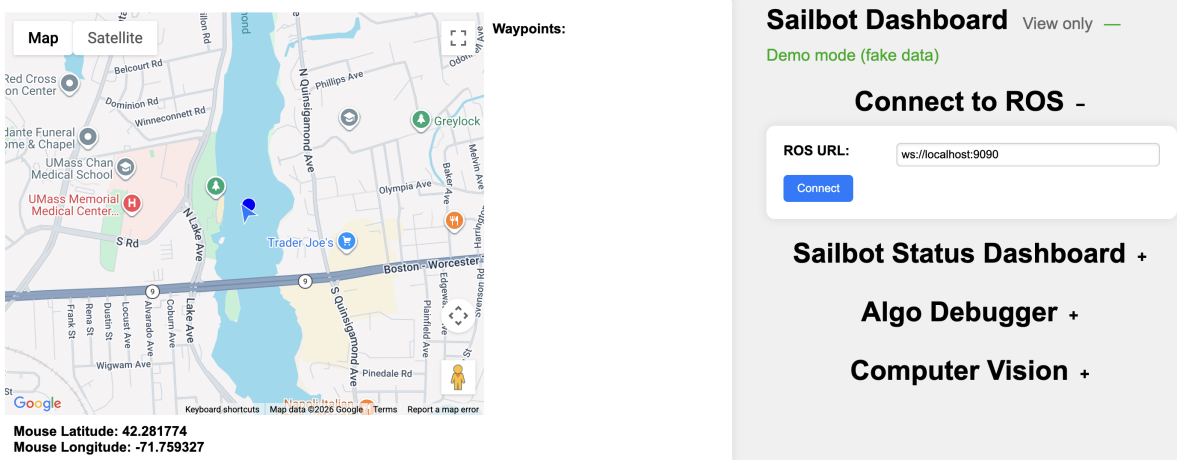 Map
Satellite
Belcourt Rd
Red Cross
on Center
Dominion Rd
Winneconnett Rd
dante Funeral
ome & Chapel
UMass Chan
Medical School
UMass Memorial
Medical Center...
S Rd
N Lake Ave
Lake Ave
N Quinsigamond Ave
Phillips Ave
Greylock
Olympia Ave
Baker Ave
Melvin Ave
Trader Joe's
Boston - Worcester
9
9
S Quinsigamond Ave
Frank St
Rena St
Dustin St
Locust Ave
Alvarado Ave
Coburn Ave
Wigwam Ave
Plainfield Ave
Pinedale Rd
Napoli Italian
Google
Keyboard shortcuts
Map data ©2026 Google
Terms
Report a map error
Mouse Latitude: 42.281774
Mouse Longitude: -71.759327
Waypoints:
Sailbot Dashboard View only —
Demo mode (fake data)
Connect to ROS -
ROS URL: ws://localhost:9090
Connect
Sailbot Status Dashboard +
Algo Debugger +
Computer Vision +